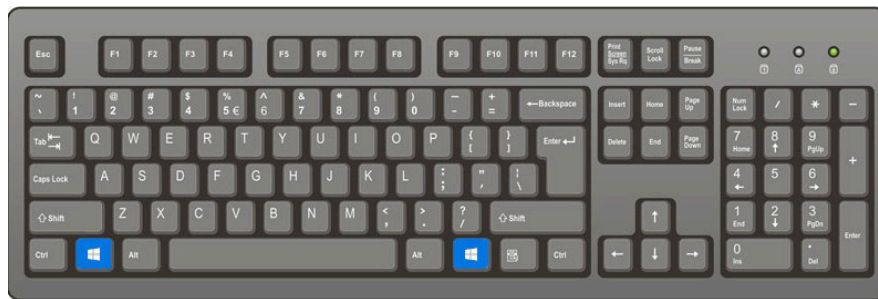 Esc F1 F2 F3 F4 F5 F6 F7 F8 F9 F10 F11 F12 Print Screen Sys Rq Scroll Lock Pause Break
~ ` ! 1 @ 2 # 3 $ 4 % 5 € ^ 6 & 7 * 8 ( 9 ) 0 _ - + = ←Backspace Insert Home Page Up Num Lock / * −
Tab Q W E R T Y U I O P { [ } ] Enter ↵ Delete End Page Down 7 Home 8 ↑ 9 PgUp +
Caps Lock A S D F G H J K L : ; " ' | \ 4 ← 5 6 →
⇧ Shift Z X C V B N M < , > . ? / ⇧ Shift ↑ 1 End 2 ↓ 3 PgDn Enter
Ctrl Alt Alt Ctrl ← ↓ → 0 Ins . Del